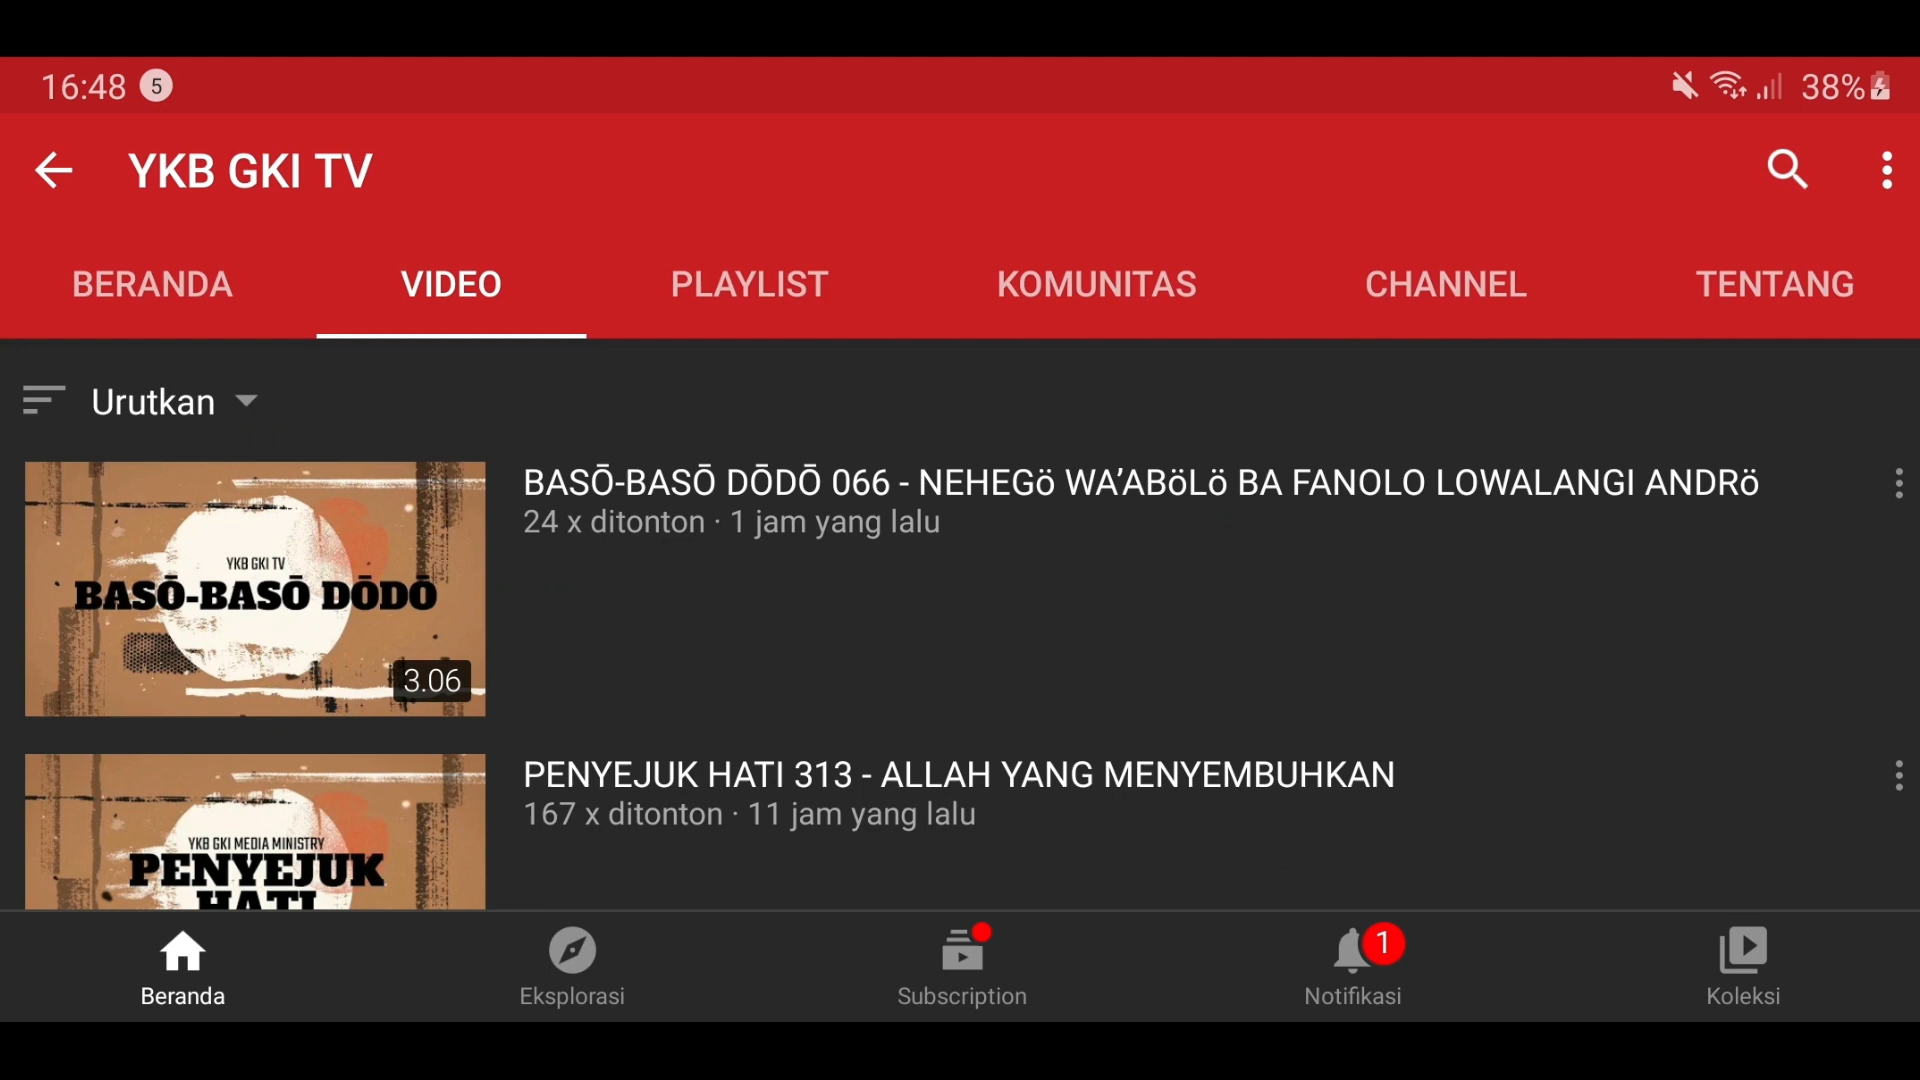 16:48 5 38%
YKB GKI TV
BERANDA VIDEO PLAYLIST KOMUNITAS CHANNEL TENTANG
Urutkan
YKB GKI TV
BASŌ-BASŌ DŌDŌ
3.06
BASŌ-BASŌ DŌDŌ 066 - NEHEGö WA’ABöLö BA FANOLO LOWALANGI ANDRö
24 x ditonton · 1 jam yang lalu
YKB GKI MEDIA MINISTRY
PENYEJUK
HATI
PENYEJUK HATI 313 - ALLAH YANG MENYEMBUHKAN
167 x ditonton · 11 jam yang lalu
1
Beranda Eksplorasi Subscription Notifikasi Koleksi